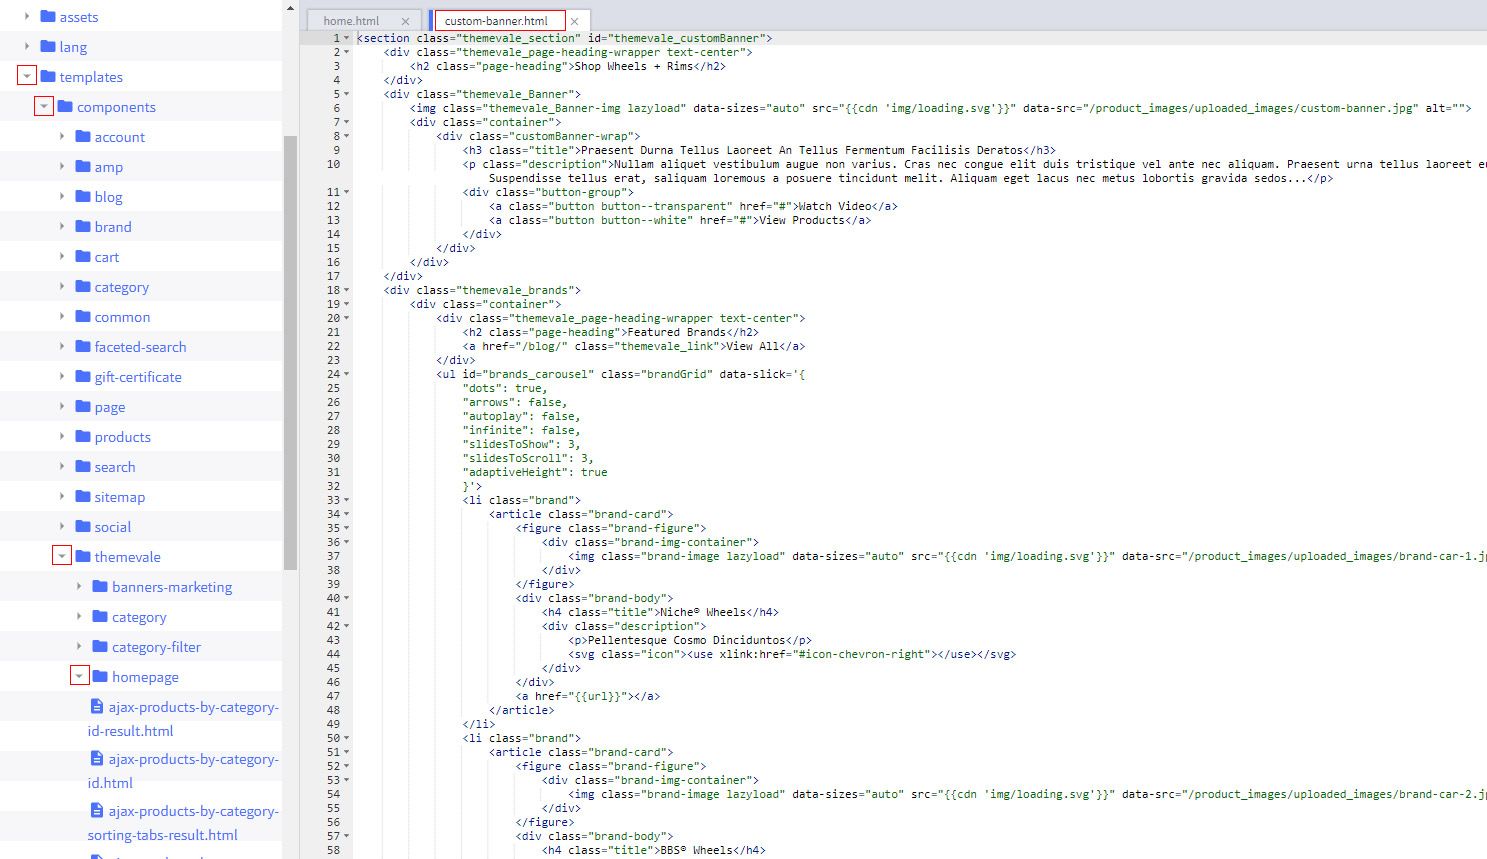 assets
lang
templates
components
account
amp
blog
brand
cart
category
common
faceted-search
gift-certificate
page
products
search
sitemap
social
themevale
banners-marketing
category
category-filter
homepage
ajax-products-by-category-
id-result.html
ajax-products-by-category-
id.html
ajax-products-by-category-
sorting-tabs-result.html
home.html
custom-banner.html
1 <section class="themevale_section" id="themevale_customBanner">
2 <div class="themevale_page-heading-wrapper text-center">
3 <h2 class="page-heading">Shop Wheels + Rims</h2>
4 </div>
5 <div class="themevale_Banner">
6 <img class="themevale_Banner-img lazyload" data-sizes="auto" src="{{cdn 'img/loading.svg'}}" data-src="/product_images/uploaded_images/custom-banner.jpg" alt="">
7 <div class="container">
8 <div class="customBanner-wrap">
9 <h3 class="title">Praesent Durna Tellus Laoreet An Tellus Fermentum Facilisis Deratos</h3>
10 <p class="description">Nullam aliquet vestibulum augue non varius. Cras nec congue elit duis tristique vel ante nec aliquam. Praesent urna tellus laoreet
Suspendisse tellus erat, saliquam loremous a posuere tincidunt melit. Aliquam eget lacus nec metus lobortis gravida sedos...</p>
11 <div class="button-group">
12 <a class="button button--transparent" href="#">Watch Video</a>
13 <a class="button button--white" href="#">View Products</a>
14 </div>
15 </div>
16 </div>
17 </div>
18 <div class="themevale_brands">
19 <div class="container">
20 <div class="themevale_page-heading-wrapper text-center">
21 <h2 class="page-heading">Featured Brands</h2>
22 <a href="/blog/" class="themevale_link">View All</a>
23 </div>
24 <ul id="brands_carousel" class="brandGrid" data-slick='{
25 "dots": true,
26 "arrows": false,
27 "autoplay": false,
28 "infinite": false,
29 "slidesToShow": 3,
30 "slidesToScroll": 3,
31 "adaptiveHeight": true
32 }'>
33 <li class="brand">
34 <article class="brand-card">
35 <figure class="brand-figure">
36 <div class="brand-img-container">
37 <img class="brand-image lazyload" data-sizes="auto" src="{{cdn 'img/loading.svg'}}" data-src="/product_images/uploaded_images/brand-car-1.j
38 </div>
39 </figure>
40 <div class="brand-body">
41 <h4 class="title">Niche® Wheels</h4>
42 <div class="description">
43 <p>Pellentesque Cosmo Dinciduntos</p>
44 <svg class="icon"><use xlink:href="#icon-chevron-right"></use></svg>
45 </div>
46 </div>
47 <a href="{{url}}"></a>
48 </article>
49 </li>
50 <li class="brand">
51 <article class="brand-card">
52 <figure class="brand-figure">
53 <div class="brand-img-container">
54 <img class="brand-image lazyload" data-sizes="auto" src="{{cdn 'img/loading.svg'}}" data-src="/product_images/uploaded_images/brand-car-2.j
55 </div>
56 </figure>
57 <div class="brand-body">
58 <h4 class="title">BBS® Wheels</h4>